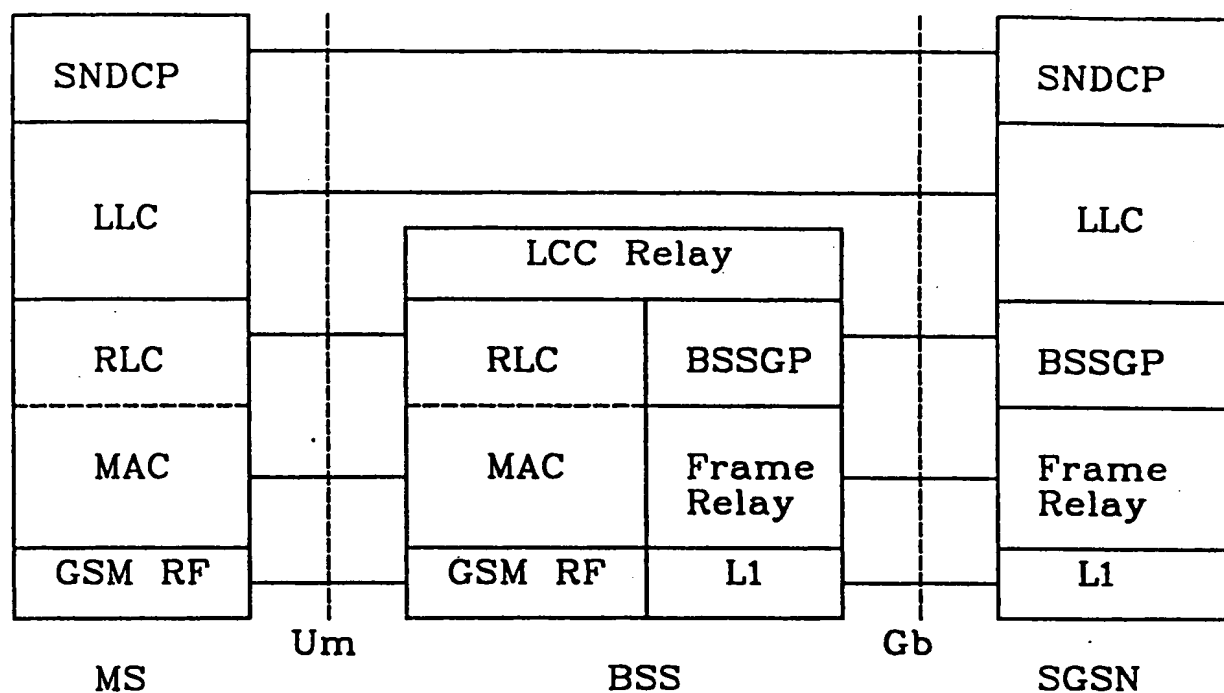 SNDCP
LLC
RLC
MAC
GSM RF
MS
Um
LCC Relay
RLC
BSSGP
MAC
Frame
Relay
GSM RF
L1
BSS
Gb
SNDCP
LLC
BSSGP
Frame
Relay
L1
SGSN